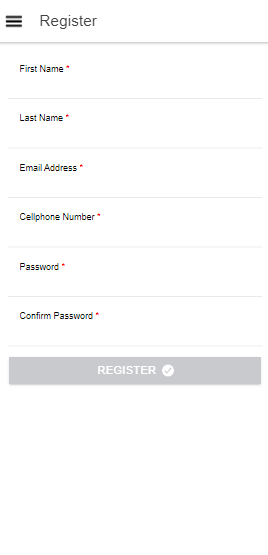 Register
First Name *
Last Name *
Email Address *
Cellphone Number *
Password *
Confirm Password *
REGISTER